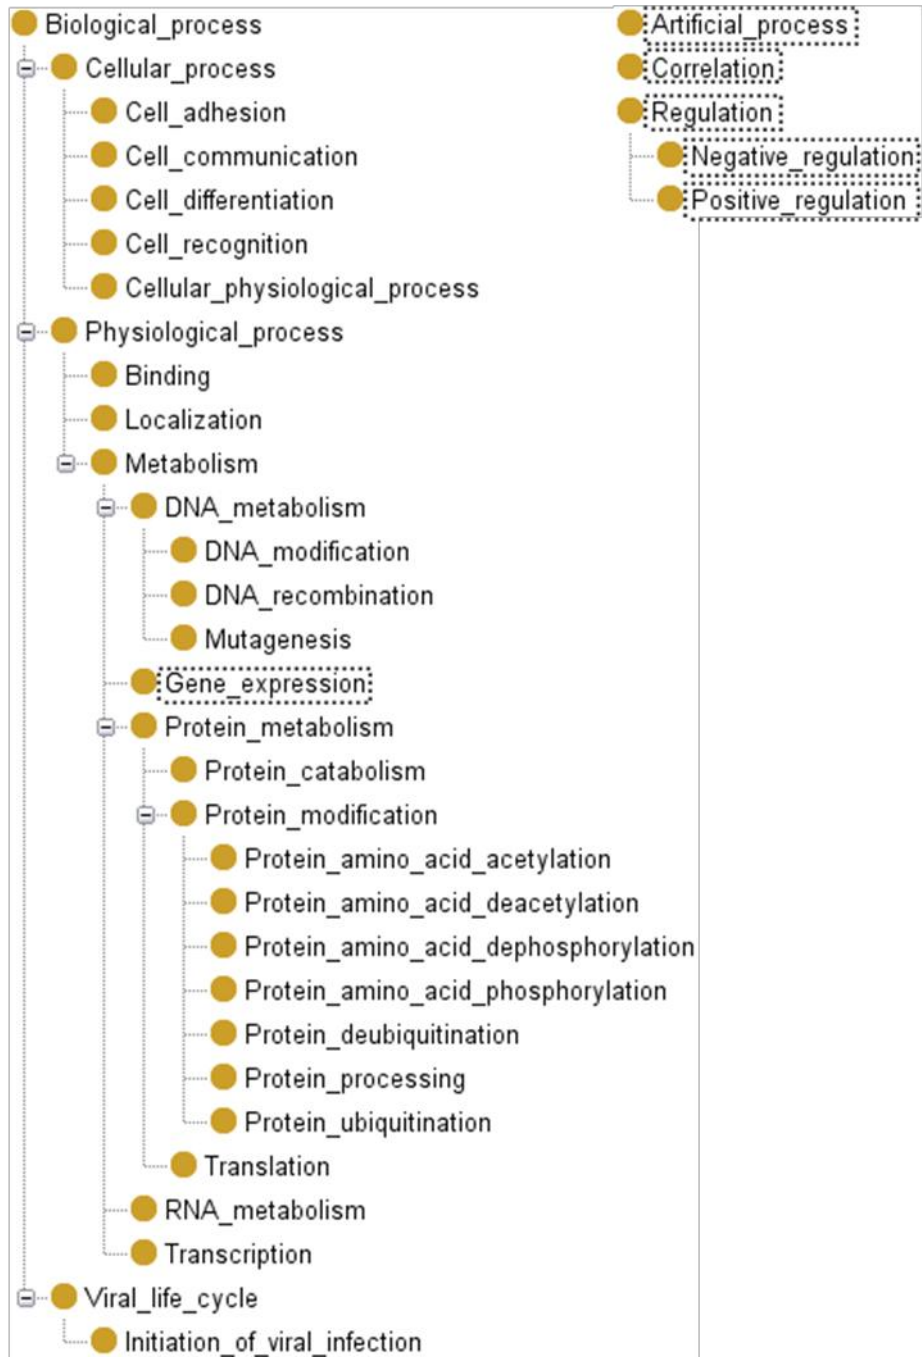 Biological_process
Cellular_process
Cell_adhesion
Cell_communication
Cell_differentiation
Cell_recognition
Cellular_physiological_process
Physiological_process
Binding
Localization
Metabolism
DNA_metabolism
DNA_modification
DNA_recombination
Mutagenesis
Gene_expression
Protein_metabolism
Protein_catabolism
Protein_modification
Protein_amino_acid_acetylation
Protein_amino_acid_deacetylation
Protein_amino_acid_dephosphorylation
Protein_amino_acid_phosphorylation
Protein_deubiquitination
Protein_processing
Protein_ubiquitination
Translation
RNA_metabolism
Transcription
Viral_life_cycle
Initiation_of_viral_infection
Artificial_process
Correlation
Regulation
Negative_regulation
Positive_regulation